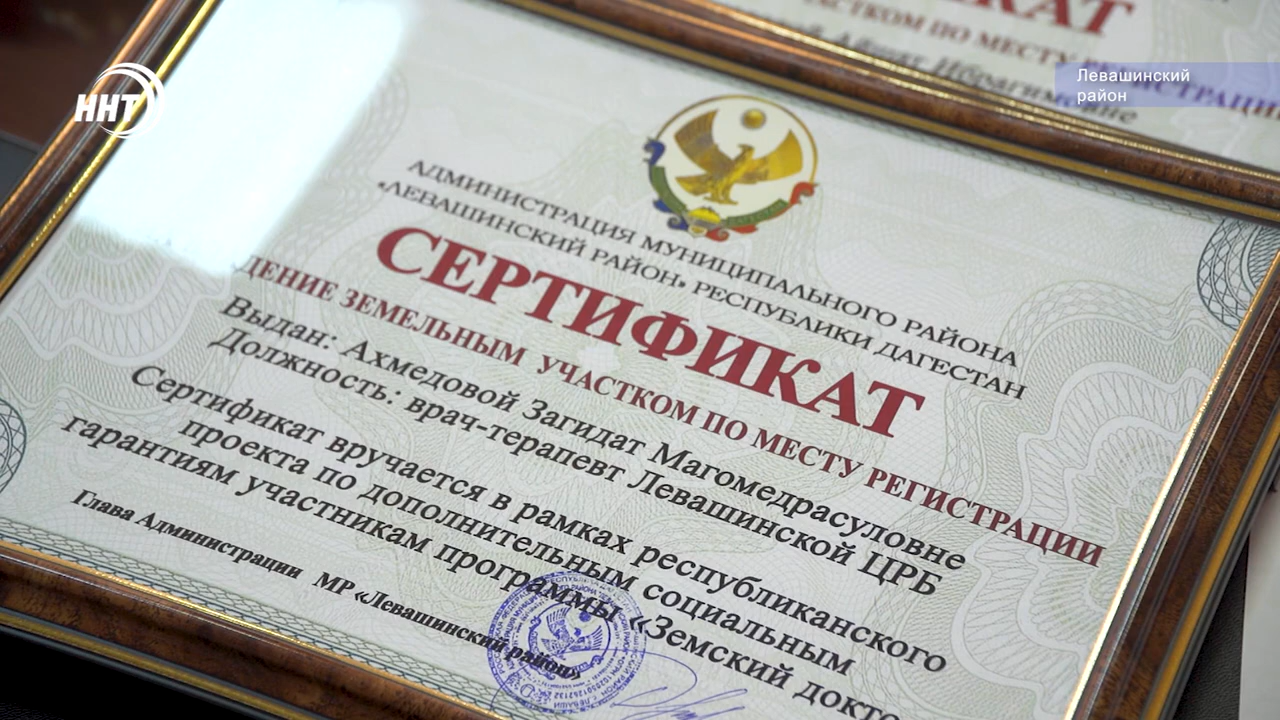 ННТ
Левашинский
район
КАТ
ПО МЕСТУ РЕГИСТРАЦИИ
АДМИНИСТРАЦИЯ МУНИЦИПАЛЬНОГО РАЙОНА
«ЛЕВАШИНСКИЙ РАЙОН» РЕСПУБЛИКИ ДАГЕСТАН
СЕРТИФИКАТ
ДЕНИЕ ЗЕМЕЛЬНЫМ УЧАСТКОМ ПО МЕСТУ РЕГИСТРАЦИИ
Выдан: Ахмедовой Загидат Магомедрасуловне
Должность: врач-терапевт Левашинской ЦРБ
Сертификат вручается в рамках республиканского
проекта по дополнительным социальным
гарантиям участникам программы «Земский докто
Глава Администрации МР «Левашинский район»